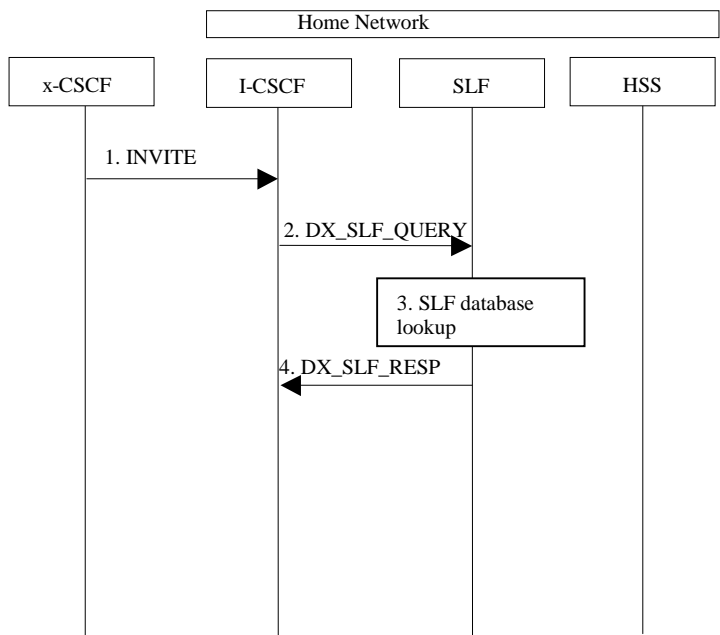 Home Network
x-CSCF
I-CSCF
SLF
HSS
1. INVITE
2. DX_SLF_QUERY
3. SLF database
lookup
4. DX_SLF_RESP